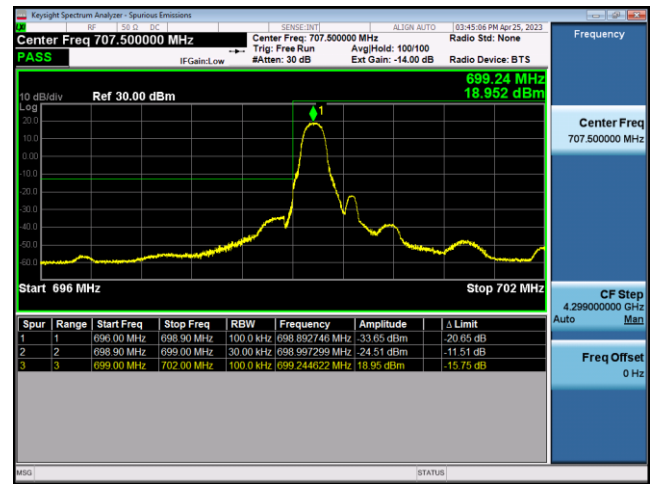 Keysight Spectrum Analyzer - Spurious Emissions
RF 50 Ω DC SENSE:INT ALIGN AUTO 03:45:06 PM Apr 25, 2023
Center Freq 707.500000 MHz
Center Freq: 707.500000 MHz Radio Std: None
Trig: Free Run Avg|Hold: 100/100
PASS IFGain:Low #Atten: 30 dB Ext Gain: -14.00 dB Radio Device: BTS
699.24 MHz
18.952 dBm
10 dB/div Ref 30.00 dBm
Log
20.0
10.0
0.00
-10.0
-20.0
-30.0
-40.0
-50.0
-60.0
1
Start 696 MHz Stop 702 MHz
Spur Range Start Freq Stop Freq RBW Frequency Amplitude Δ Limit
1 1 696.00 MHz 698.90 MHz 100.0 kHz 698.892746 MHz -33.65 dBm -20.65 dB
2 2 698.90 MHz 699.00 MHz 30.00 kHz 698.997299 MHz -24.51 dBm -11.51 dB
3 3 699.00 MHz 702.00 MHz 100.0 kHz 699.244622 MHz 18.95 dBm -15.75 dB
MSG STATUS
Frequency
Center Freq
707.500000 MHz
CF Step
4.299000000 GHz
Auto Man
Freq Offset
0 Hz